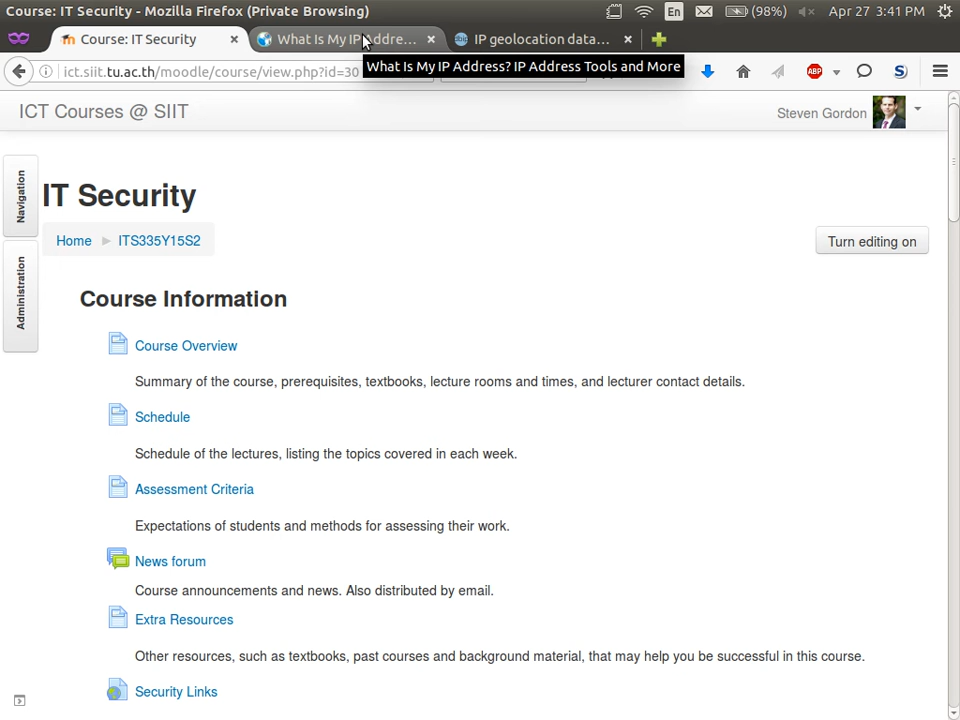 Course: IT Security - Mozilla Firefox (Private Browsing)
En
(98%)
Apr 27 3:41 PM
Course: IT Security
What Is My IP Addre...
IP geolocation data...
ict.siit.tu.ac.th/moodle/course/view.php?id=30
What Is My IP Address? IP Address Tools and More
ABP
S
ICT Courses @ SIIT
Steven Gordon
Navigation
Administration
IT Security
Home
ITS335Y15S2
Turn editing on
Course Information
Course Overview
Summary of the course, prerequisites, textbooks, lecture rooms and times, and lecturer contact details.
Schedule
Schedule of the lectures, listing the topics covered in each week.
Assessment Criteria
Expectations of students and methods for assessing their work.
News forum
Course announcements and news. Also distributed by email.
Extra Resources
Other resources, such as textbooks, past courses and background material, that may help you be successful in this course.
Security Links